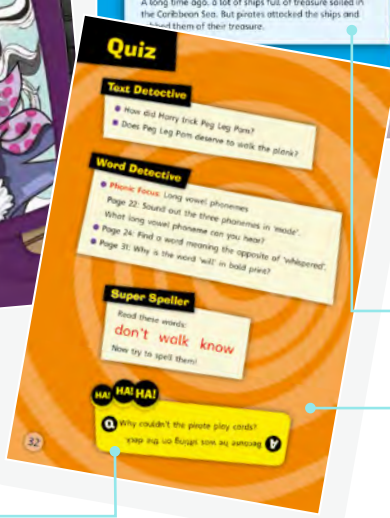 A long time ago, a lot of ships full of treasure sailed in
the Caribbean Sea. But pirates attacked the ships and
them of their treasure.
Quiz
Text Detective
How did Harry trick Peg Leg Pam?
Does Peg Leg Pam deserve to walk the plank?
Word Detective
Phonic Focus: Long vowel phonemes
Page 22: Sound out the three phonemes in 'made'.
What long vowel phoneme can you hear?
Page 24: Find a word meaning the opposite of 'whispered'.
Page 31: Why is the word 'will' in bold print?
Super Speller
Read these words:
don't walk know
Now try to spell them!
HA! HA! HA!
Q Why couldn't the pirate play cards?
A Because he was sitting on the deck.
32